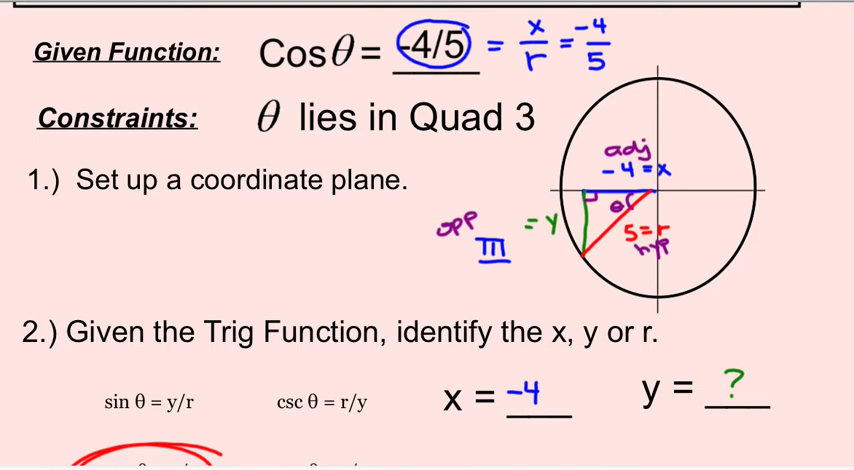 Given Function: Cosθ = -4/5 = x/r = -4/5
Constraints: θ lies in Quad 3
1.) Set up a coordinate plane.
adj
-4=x
opp = y
III
5=r
hyp
2.) Given the Trig Function, identify the x, y or r.
sin θ = y/r csc θ = r/y x = -4 y = ?